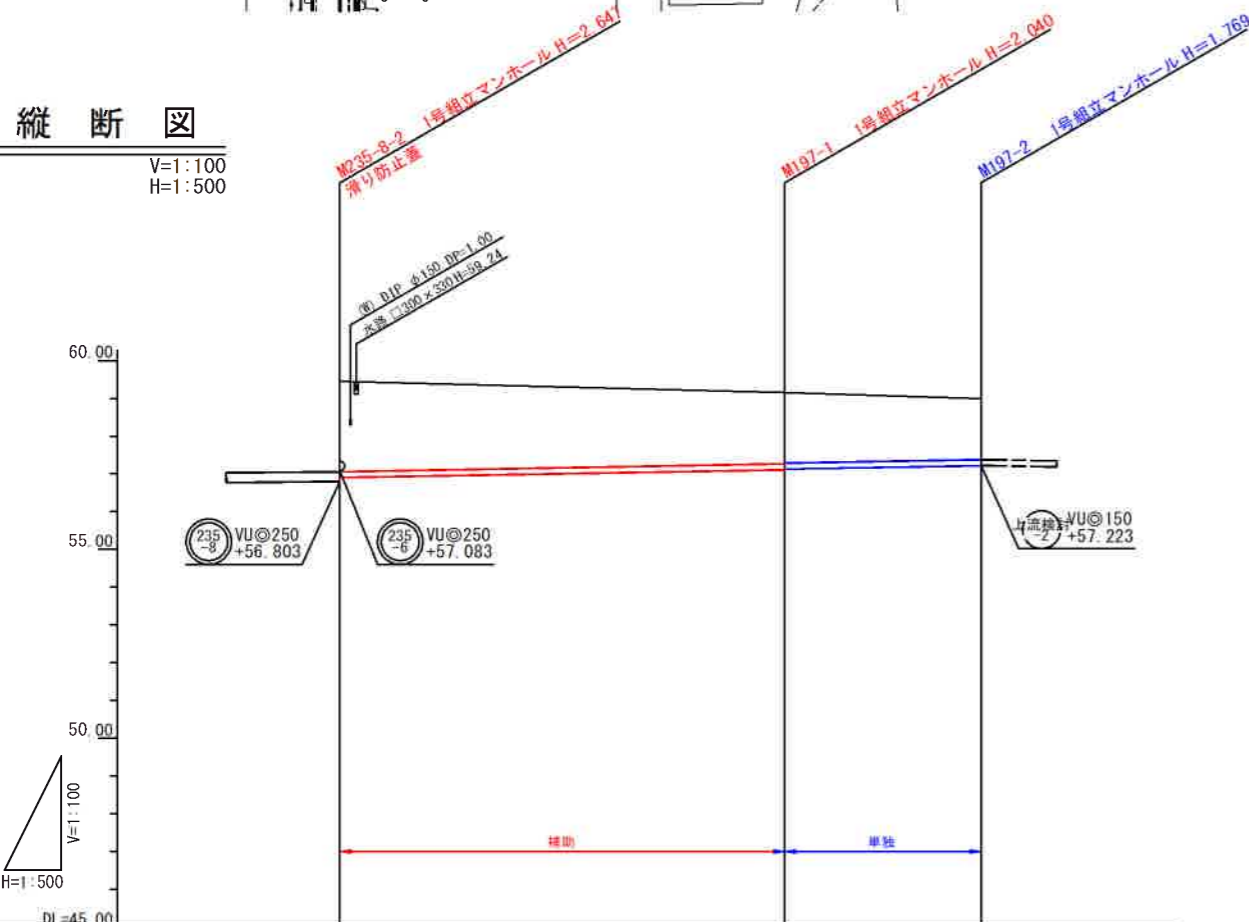 縦断図
V=1:100
H=1:500
M235-8-2 1号組立マンホール H=2.647
滑り防止蓋
M197-1 1号組立マンホール H=2.040
M197-2 1号組立マンホール H=1.769
Ⓦ DIP φ150 DP=1.00
水路 □300×330 H=59.24
60.00
55.00
50.00
DL=45.00
235
-8
VU◎250
+56.803
235
-6
VU◎250
+57.083
上流検討
-2
VU◎150
+57.223
補助
単独
V=1:100
H=1:500